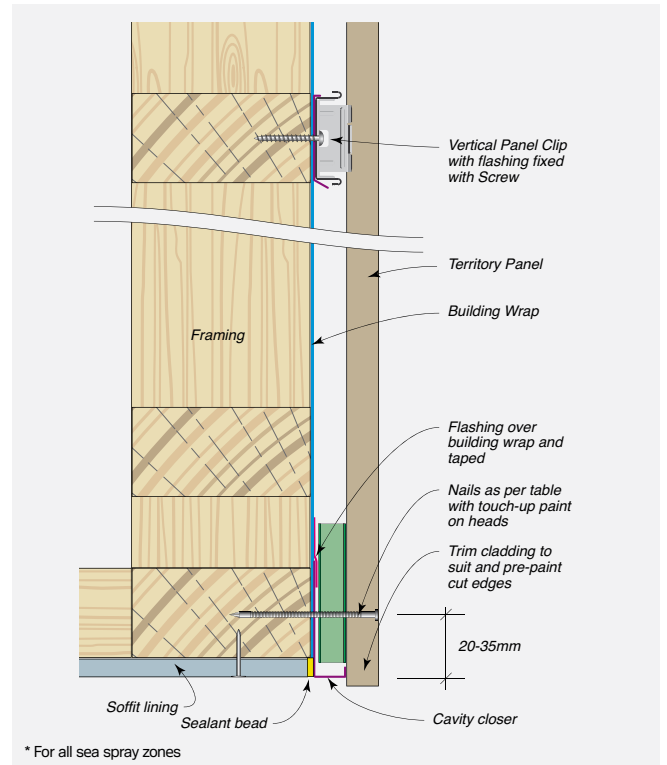 Vertical Panel Clip
with flashing fixed
with Screw
Territory Panel
Building Wrap
Framing
Flashing over
building wrap and
taped
Nails as per table
with touch-up paint
on heads
Trim cladding to
suit and pre-paint
cut edges
20-35mm
Soffit lining
Sealant bead
Cavity closer
* For all sea spray zones